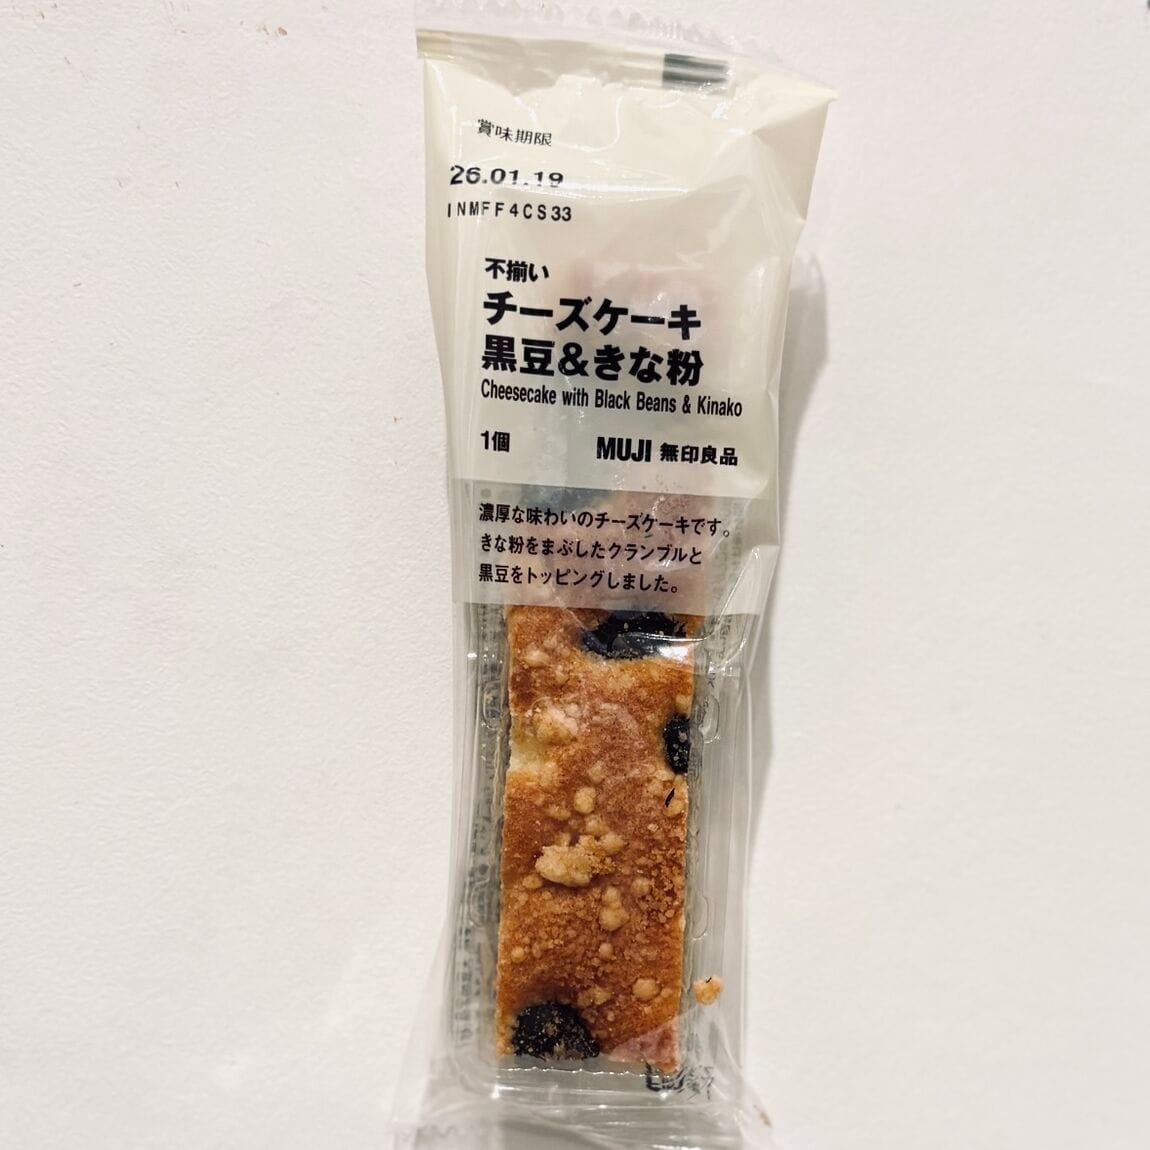 賞味期限
26.01.19
INMFF4CS33
不揃い
チーズケーキ
黒豆&きな粉
Cheesecake with Black Beans & Kinako
1個 MUJI 無印良品
濃厚な味わいのチーズケーキです。
きな粉をまぶしたクランブルと
黒豆をトッピングしました。